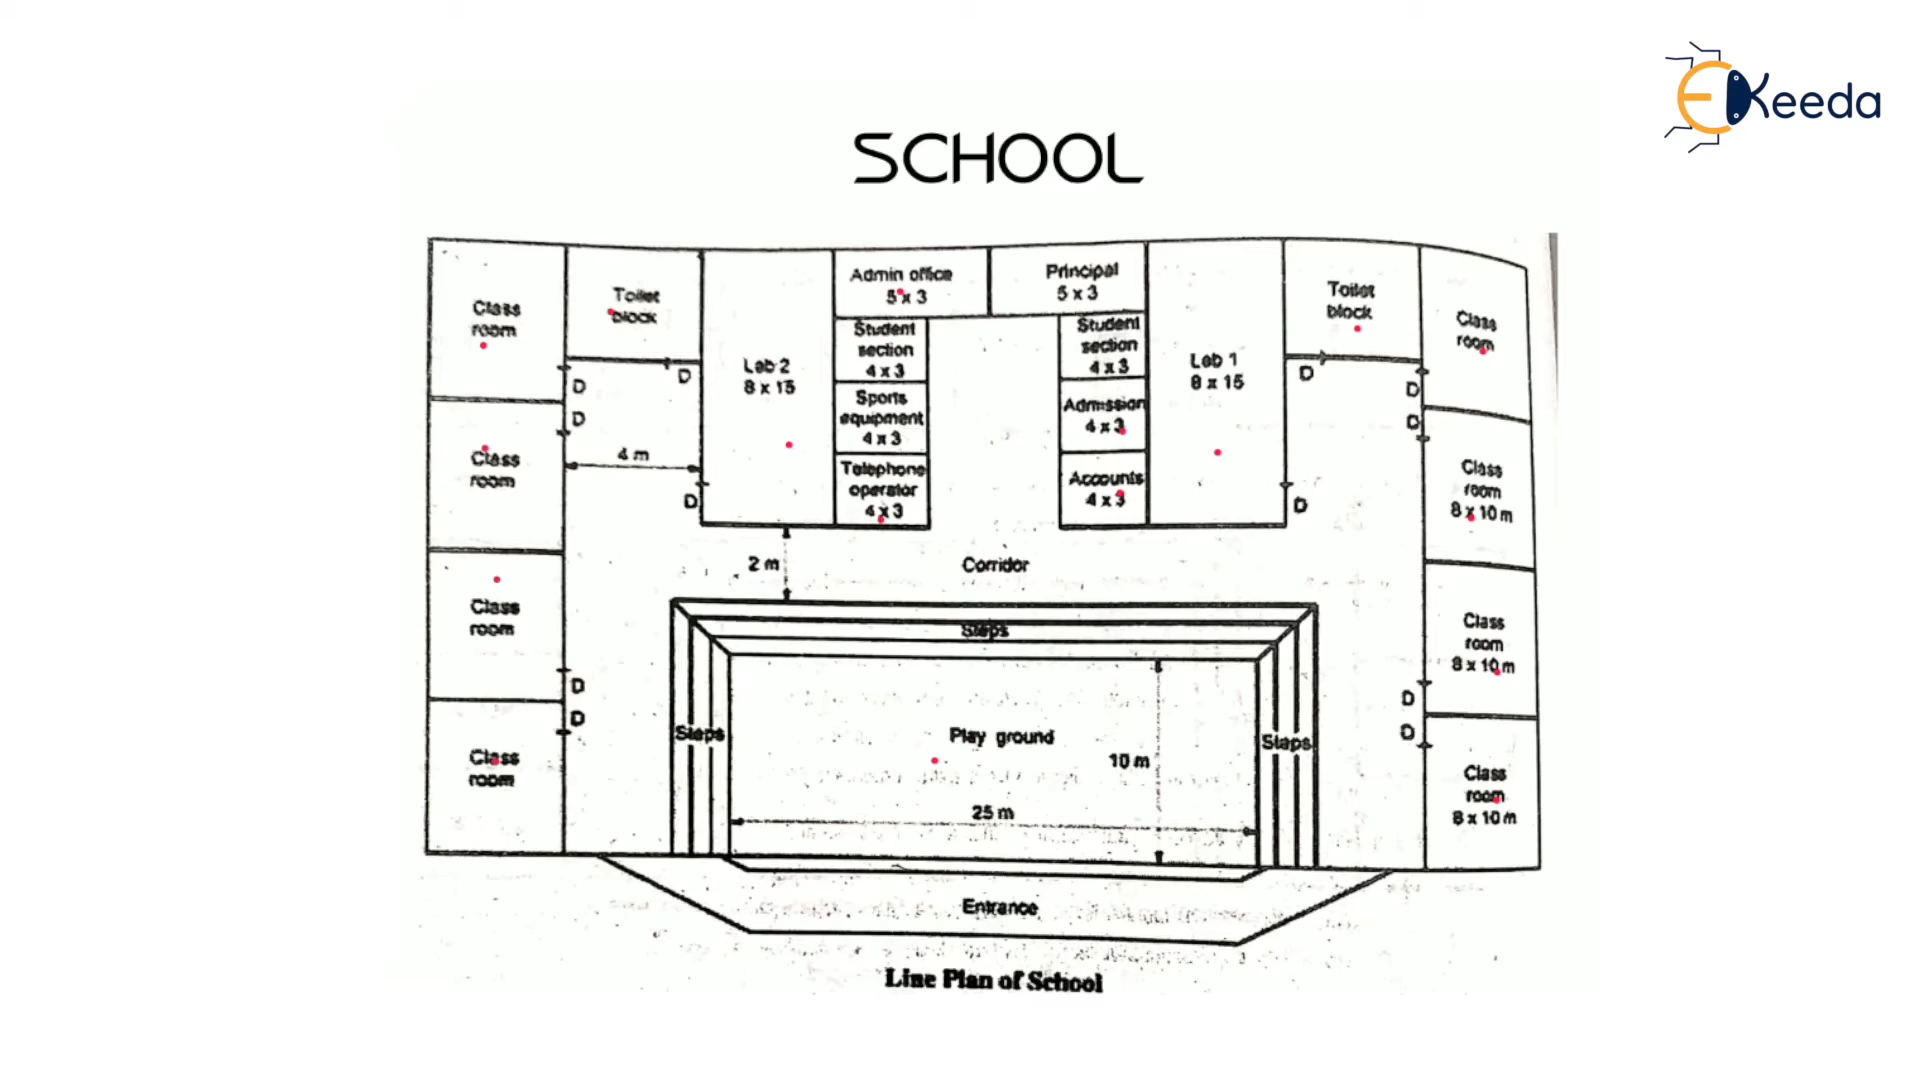 EKeeda
SCHOOL
Class
room
Toilet
block
Lab 2
8 x 15
Admin office
5 x 3
Principal
5 x 3
Student
section
4 x 3
Sports
equipment
4 x 3
Telephone
operator
4 x 3
Student
section
4 x 3
Admission
4 x 3
Accounts
4 x 3
Lab 1
8 x 15
Toilet
block
Class
room
D
D
D
D
D
D
D
D
4 m
Class
room
Class
room
8 x 10 m
2 m
Corridor
Class
room
Class
room
8 x 10 m
Steps
D
D
D
D
Steps
Play ground
Steps
10 m
25 m
Class
room
Class
room
8 x 10 m
Entrance
Line Plan of School